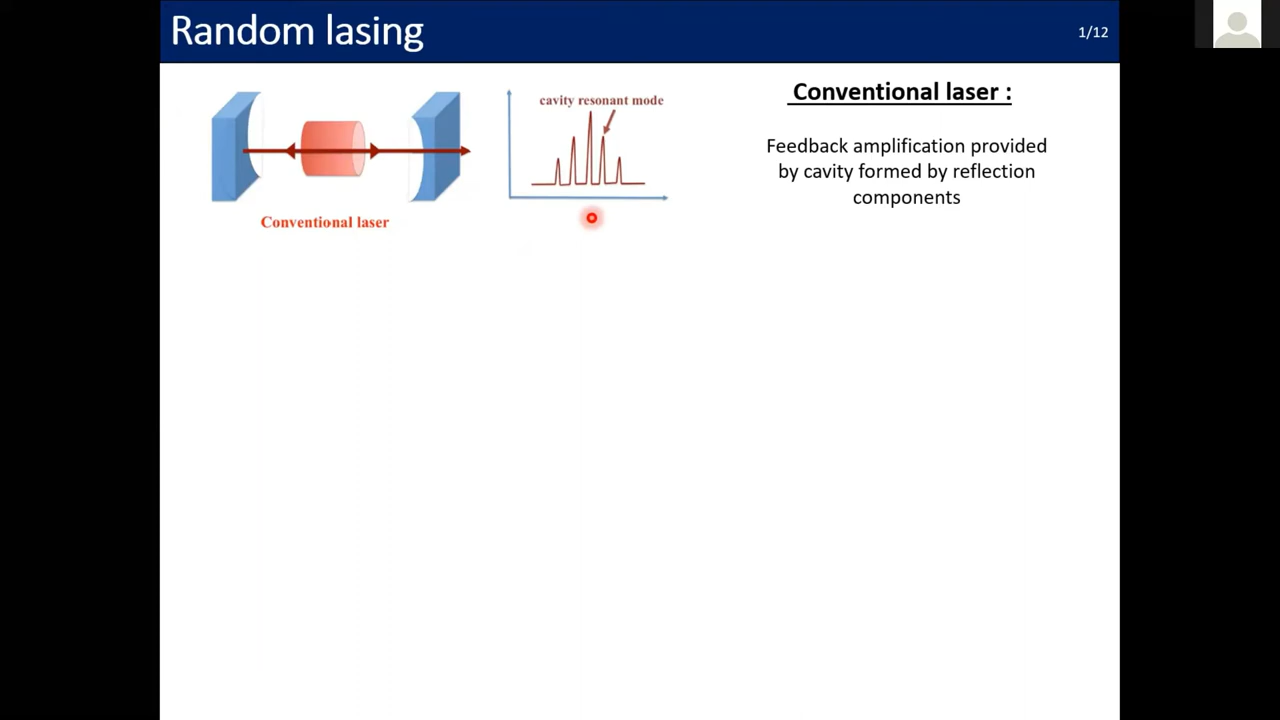 Random lasing
1/12
cavity resonant mode
Conventional laser
Conventional laser :
Feedback amplification provided
by cavity formed by reflection
components